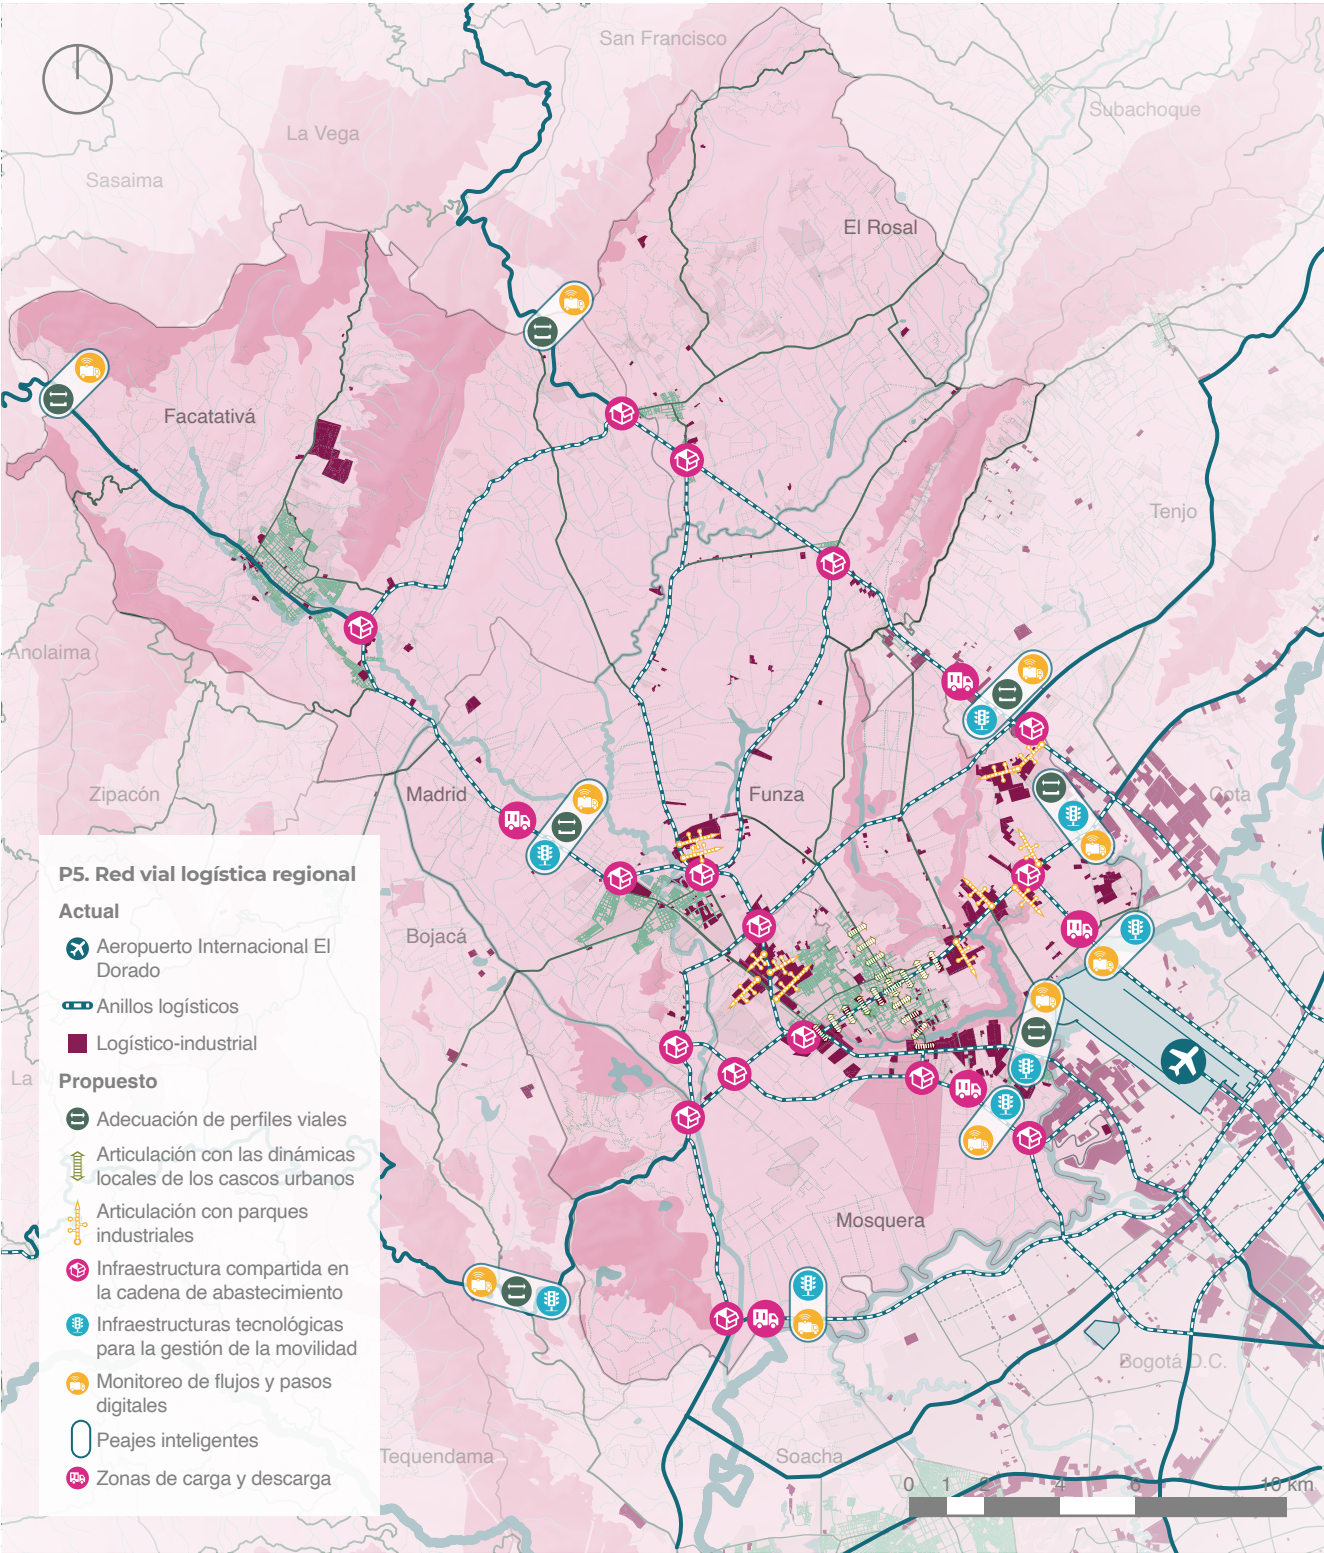 San Francisco
Subachoque
La Vega
Sasaima
El Rosal
Facatativá
Tenjo
Anolaima
Zipacón
Madrid
Funza
Cota
Bojacá
La
Mosquera
Bogotá D.C.
Tequendama
Soacha
P5. Red vial logística regional
Actual
Aeropuerto Internacional El
Dorado
Anillos logísticos
Logístico-industrial
Propuesto
Adecuación de perfiles viales
Articulación con las dinámicas
locales de los cascos urbanos
Articulación con parques
industriales
Infraestructura compartida en
la cadena de abastecimiento
Infraestructuras tecnológicas
para la gestión de la movilidad
Monitoreo de flujos y pasos
digitales
Peajes inteligentes
Zonas de carga y descarga
0 1 2 4 6 10 km